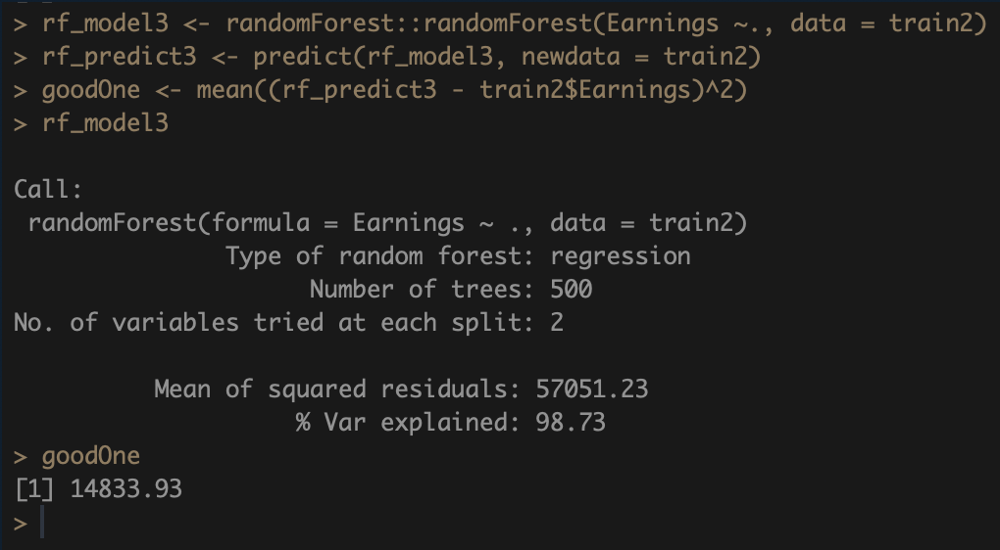 > rf_model3 <- randomForest::randomForest(Earnings ~., data = train2)
> rf_predict3 <- predict(rf_model3, newdata = train2)
> goodOne <- mean((rf_predict3 - train2$Earnings)^2)
> rf_model3
Call:
randomForest(formula = Earnings ~ ., data = train2)
Type of random forest: regression
Number of trees: 500
No. of variables tried at each split: 2
Mean of squared residuals: 57051.23
% Var explained: 98.73
> goodOne
[1] 14833.93
>